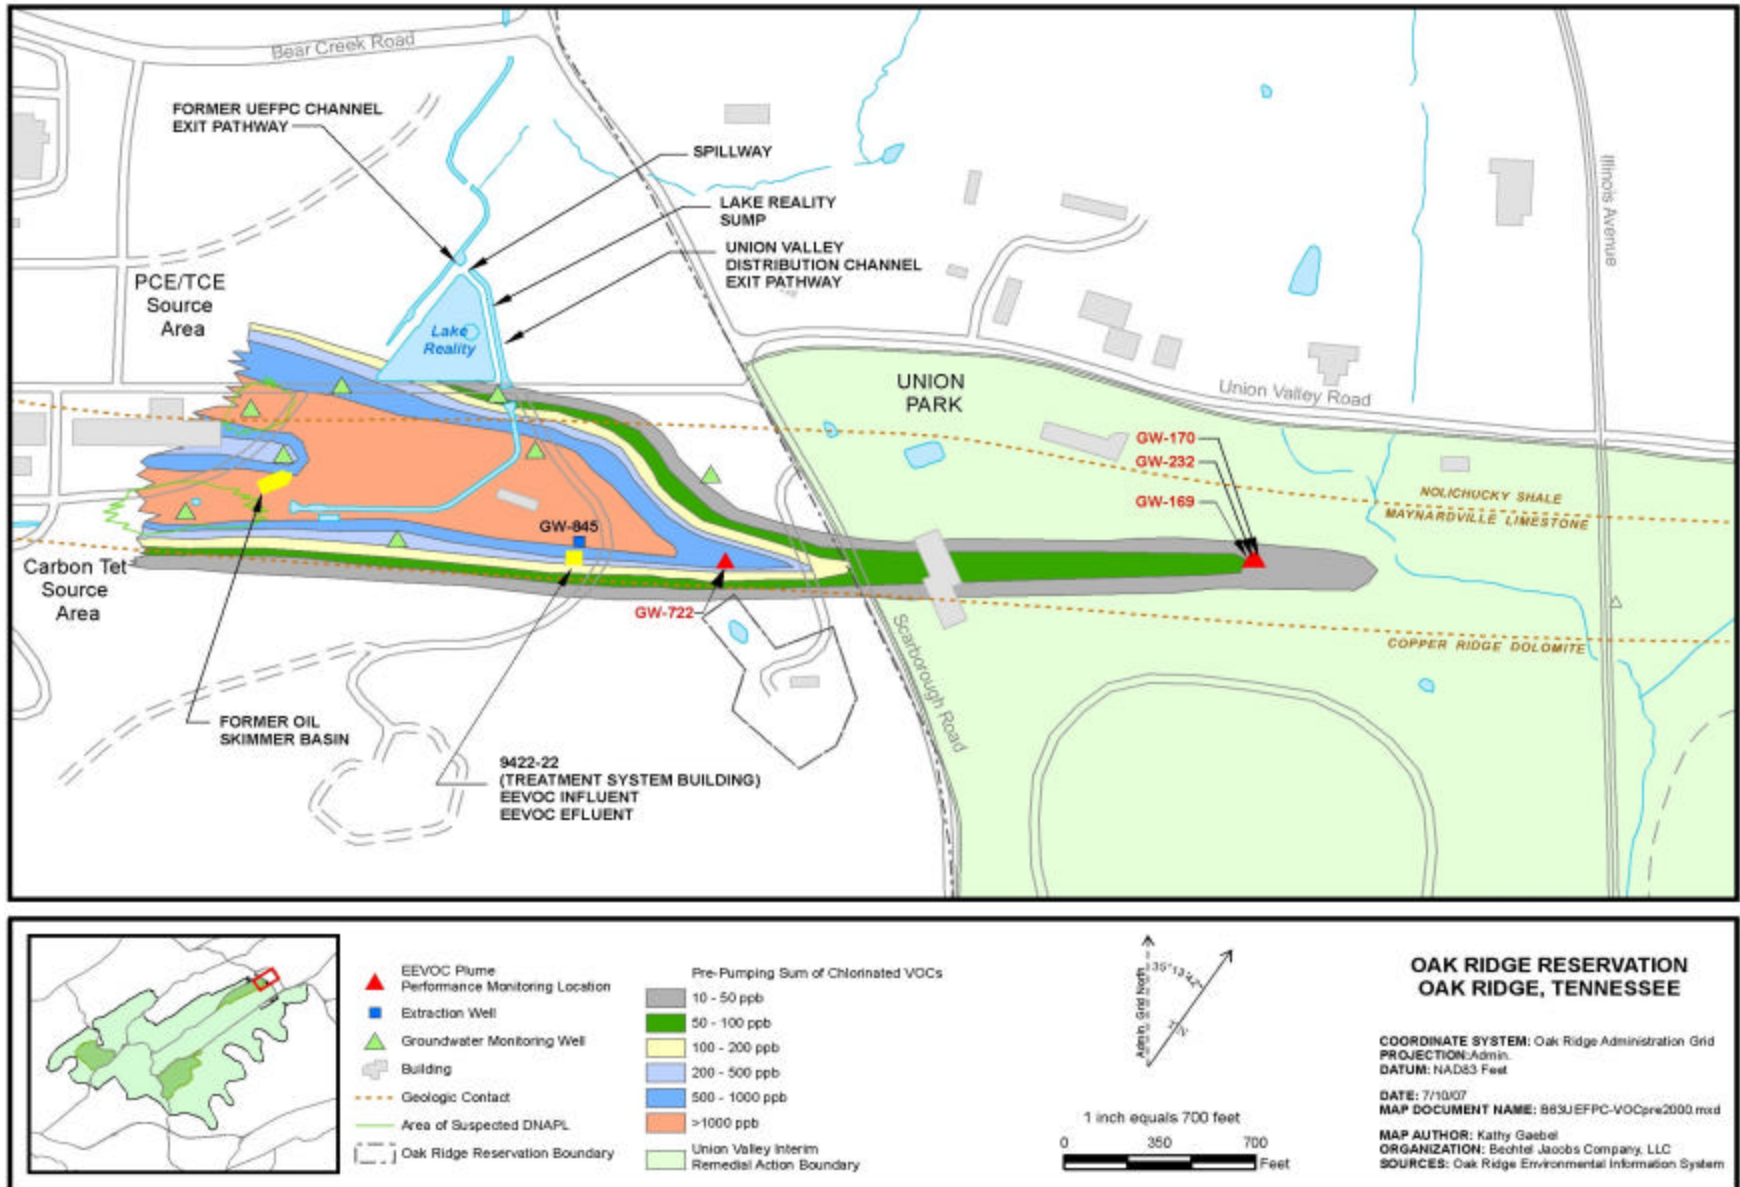 Bear Creek Road
FORMER UEFPC CHANNEL
EXIT PATHWAY
SPILLWAY
LAKE REALITY
SUMP
UNION VALLEY
DISTRIBUTION CHANNEL
EXIT PATHWAY
Illinois Avenue
PCE/TCE
Source
Area
Lake
Reality
UNION
PARK
Union Valley Road
GW-170
GW-232
GW-169
NOLICHUCKY SHALE
MAYNARDVILLE LIMESTONE
GW-845
Carbon Tet
Source
Area
GW-722
Scarborough Road
COPPER RIDGE DOLOMITE
FORMER OIL
SKIMMER BASIN
9422-22
(TREATMENT SYSTEM BUILDING)
EEVOC INFLUENT
EEVOC EFLUENT
EEVOC Plume
Performance Monitoring Location
Extraction Well
Groundwater Monitoring Well
Building
Geologic Contact
Area of Suspected DNAPL
Oak Ridge Reservation Boundary
Pre-Pumping Sum of Chlorinated VOCs
10 - 50 ppb
50 - 100 ppb
100 - 200 ppb
200 - 500 ppb
500 - 1000 ppb
>1000 ppb
Union Valley Interim
Remedial Action Boundary
Admin. Grid North
35°13'42"
1 inch equals 700 feet
0 350 700
Feet
OAK RIDGE RESERVATION
OAK RIDGE, TENNESSEE
COORDINATE SYSTEM: Oak Ridge Administration Grid
PROJECTION:Admin.
DATUM: NAD83 Feet
DATE: 7/10/07
MAP DOCUMENT NAME: B63UEFPC-VOCpre2000.mxd
MAP AUTHOR: Kathy Gaebel
ORGANIZATION: Bechtel Jacobs Company, LLC
SOURCES: Oak Ridge Environmental Information System